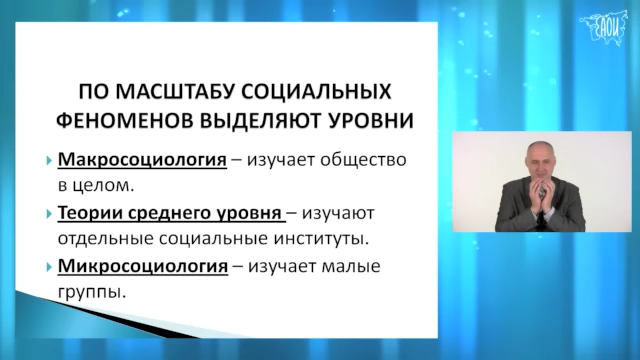 ЕАОИ
ПО МАСШТАБУ СОЦИАЛЬНЫХ
ФЕНОМЕНОВ ВЫДЕЛЯЮТ УРОВНИ
Макросоциология – изучает общество
в целом.
Теории среднего уровня – изучают
отдельные социальные институты.
Микросоциология – изучает малые
группы.